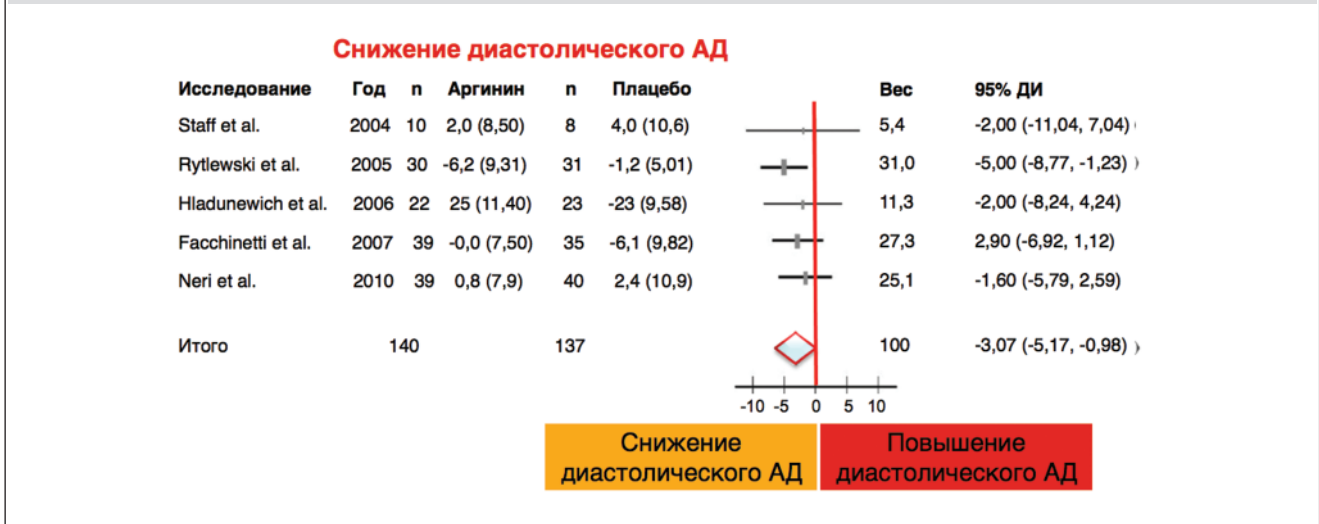 Снижение диастолического АД
Исследование Год n Аргинин n Плацебо Вес 95% ДИ
Staff et al. 2004 10 2,0 (8,50) 8 4,0 (10,6) 5,4 -2,00 (-11,04, 7,04)
Rytlewski et al. 2005 30 -6,2 (9,31) 31 -1,2 (5,01) 31,0 -5,00 (-8,77, -1,23) )
Hladunewich et al. 2006 22 25 (11,40) 23 -23 (9,58) 11,3 -2,00 (-8,24, 4,24)
Facchinetti et al. 2007 39 -0,0 (7,50) 35 -6,1 (9,82) 27,3 2,90 (-6,92, 1,12)
Neri et al. 2010 39 0,8 (7,9) 40 2,4 (10,9) 25,1 -1,60 (-5,79, 2,59)
Итого 140 137 100 -3,07 (-5,17, -0,98) )
-10 -5 0 5 10
Снижение
диастолического АД
Повышение
диастолического АД